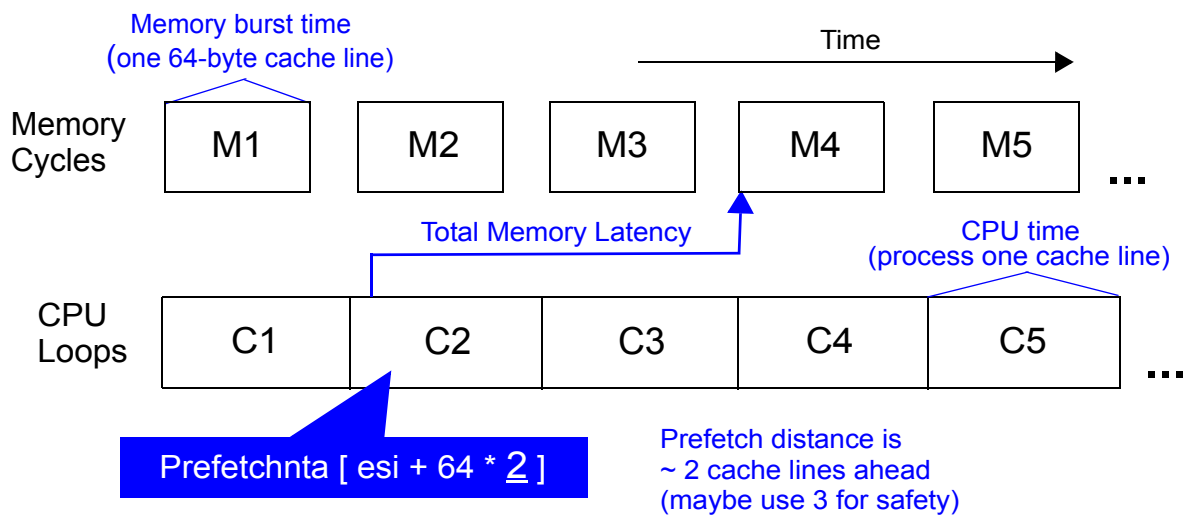 Memory burst time
(one 64-byte cache line)
Time
Memory
Cycles
M1
M2
M3
M4
M5
...
Total Memory Latency
CPU time
(process one cache line)
CPU
Loops
C1
C2
C3
C4
C5
...
Prefetchnta [ esi + 64 * 2 ]
Prefetch distance is
~ 2 cache lines ahead
(maybe use 3 for safety)